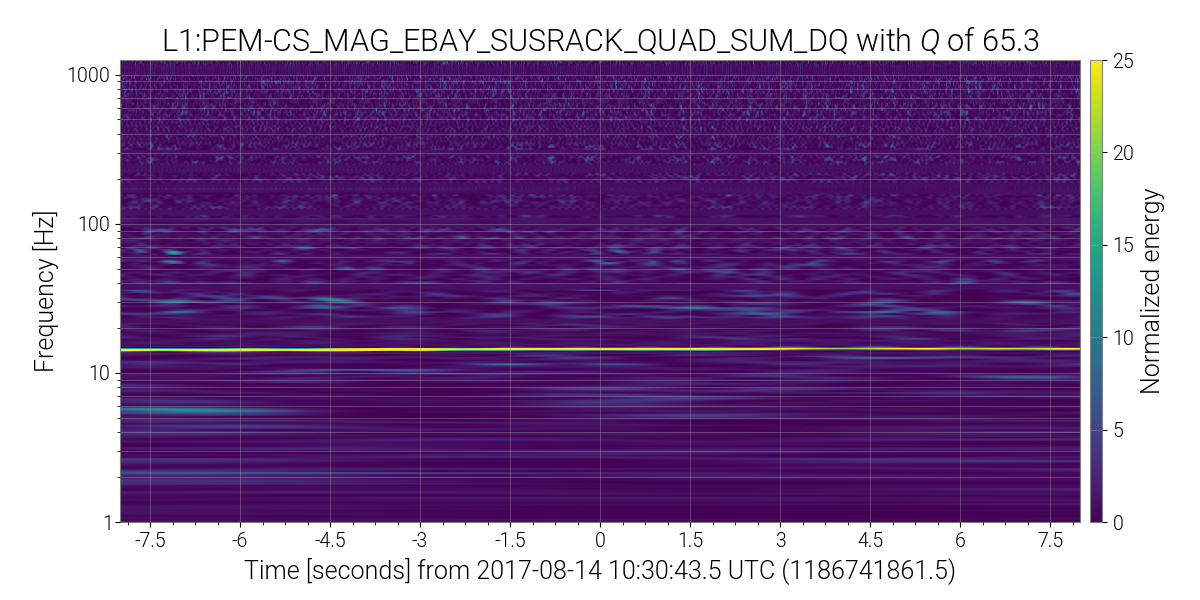 L1:PEM-CS_MAG_EBAY_SUSRACK_QUAD_SUM_DQ with Q of 65.3
Frequency [Hz]
1000
100
10
1
-7.5 -6 -4.5 -3 -1.5 0 1.5 3 4.5 6 7.5
Time [seconds] from 2017-08-14 10:30:43.5 UTC (1186741861.5)
25
20
15
10
5
0
Normalized energy